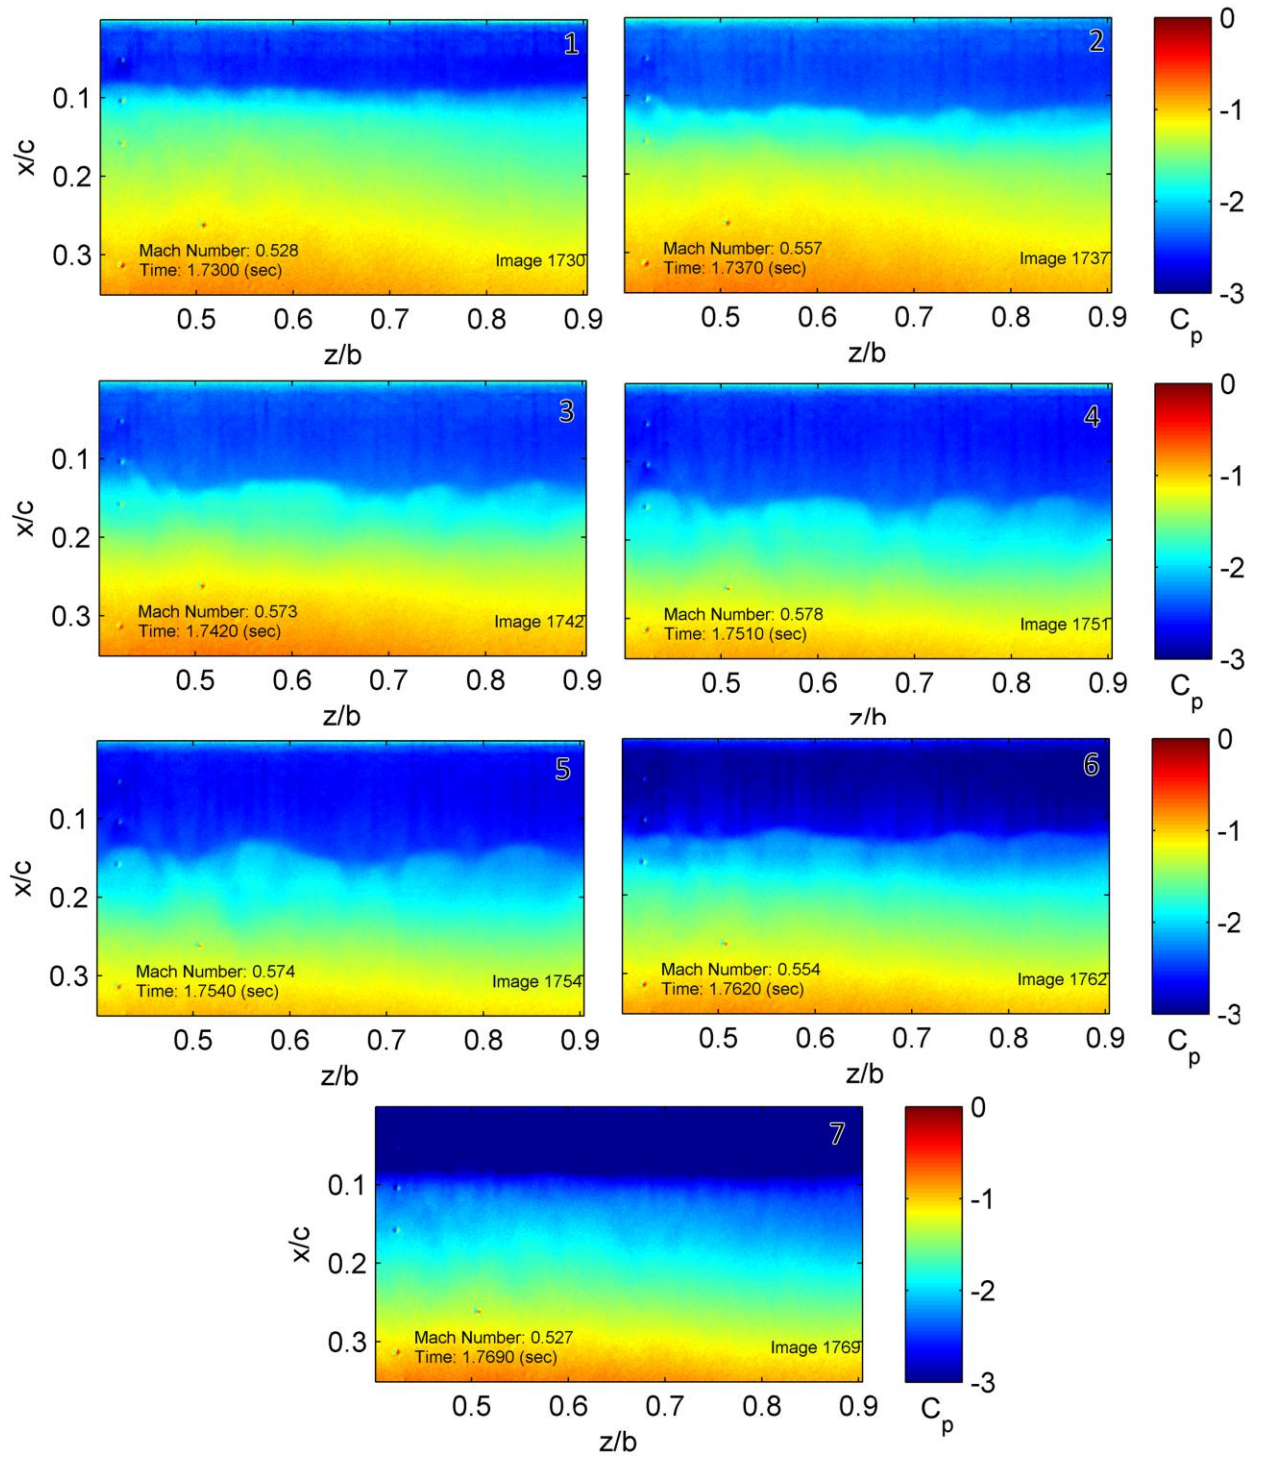 1
0.1
0.2
0.3
x/c
Mach Number: 0.528
Time: 1.7300 (sec)
Image 1730
0.5 0.6 0.7 0.8 0.9
z/b
2
Mach Number: 0.557
Time: 1.7370 (sec)
Image 1737
0.5 0.6 0.7 0.8 0.9
z/b
0
-1
-2
-3
Cp
3
0.1
0.2
0.3
x/c
Mach Number: 0.573
Time: 1.7420 (sec)
Image 1742
0.5 0.6 0.7 0.8 0.9
z/b
4
Mach Number: 0.578
Time: 1.7510 (sec)
Image 1751
0.5 0.6 0.7 0.8 0.9
z/b
0
-1
-2
-3
Cp
5
0.1
0.2
0.3
x/c
Mach Number: 0.574
Time: 1.7540 (sec)
Image 1754
0.5 0.6 0.7 0.8 0.9
z/b
6
Mach Number: 0.554
Time: 1.7620 (sec)
Image 1762
0.5 0.6 0.7 0.8 0.9
z/b
0
-1
-2
-3
Cp
7
0.1
0.2
0.3
x/c
Mach Number: 0.527
Time: 1.7690 (sec)
Image 1769
0.5 0.6 0.7 0.8 0.9
z/b
0
-1
-2
-3
Cp